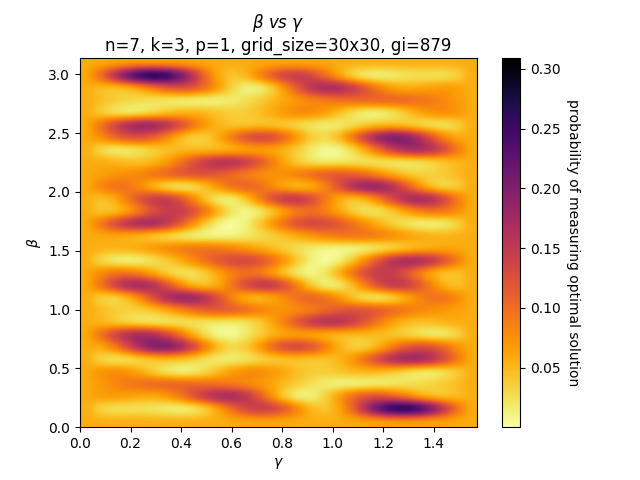 β vs γ
n=7, k=3, p=1, grid_size=30x30, gi=879
3.0
2.5
2.0
1.5
1.0
0.5
0.0
β
0.0 0.2 0.4 0.6 0.8 1.0 1.2 1.4
γ
0.30
0.25
0.20
0.15
0.10
0.05
probability of measuring optimal solution